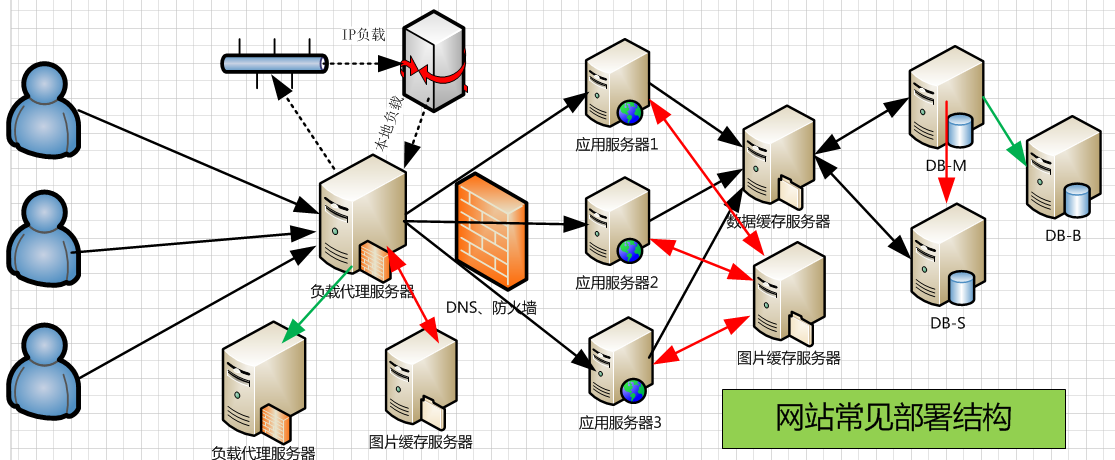 IP负载
本地负载
应用服务器1
DB-M
数据缓存服务器
DB-B
负载代理服务器
应用服务器2
DNS、防火墙
DB-S
图片缓存服务器
应用服务器3
图片缓存服务器
负载代理服务器
网站常见部署结构